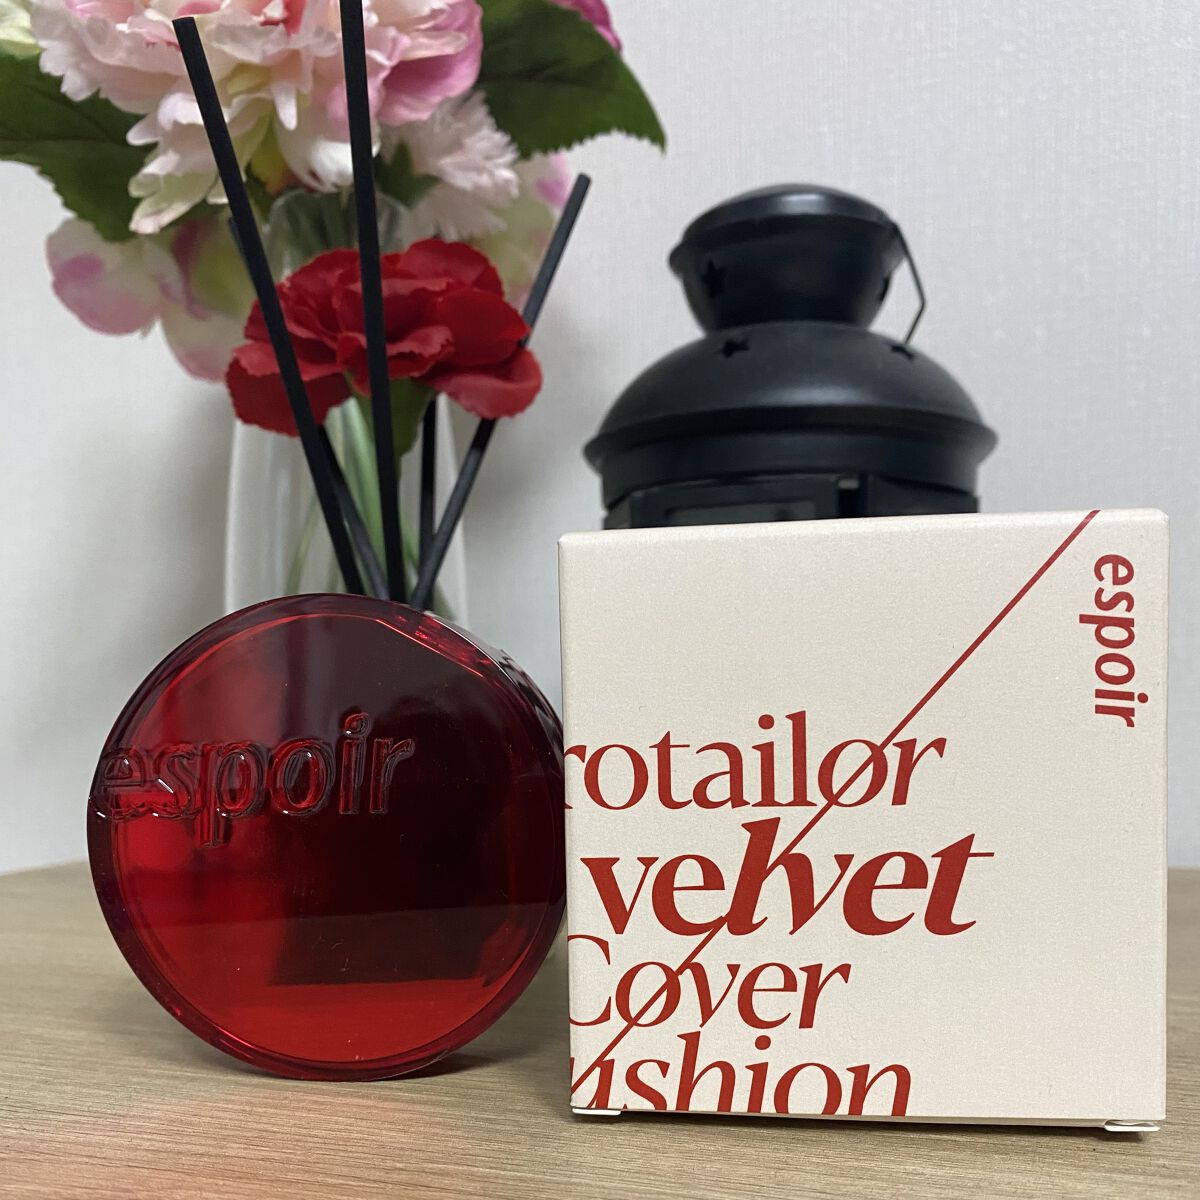 espoir
espoir
rotailor
velvet
Cover
ushion